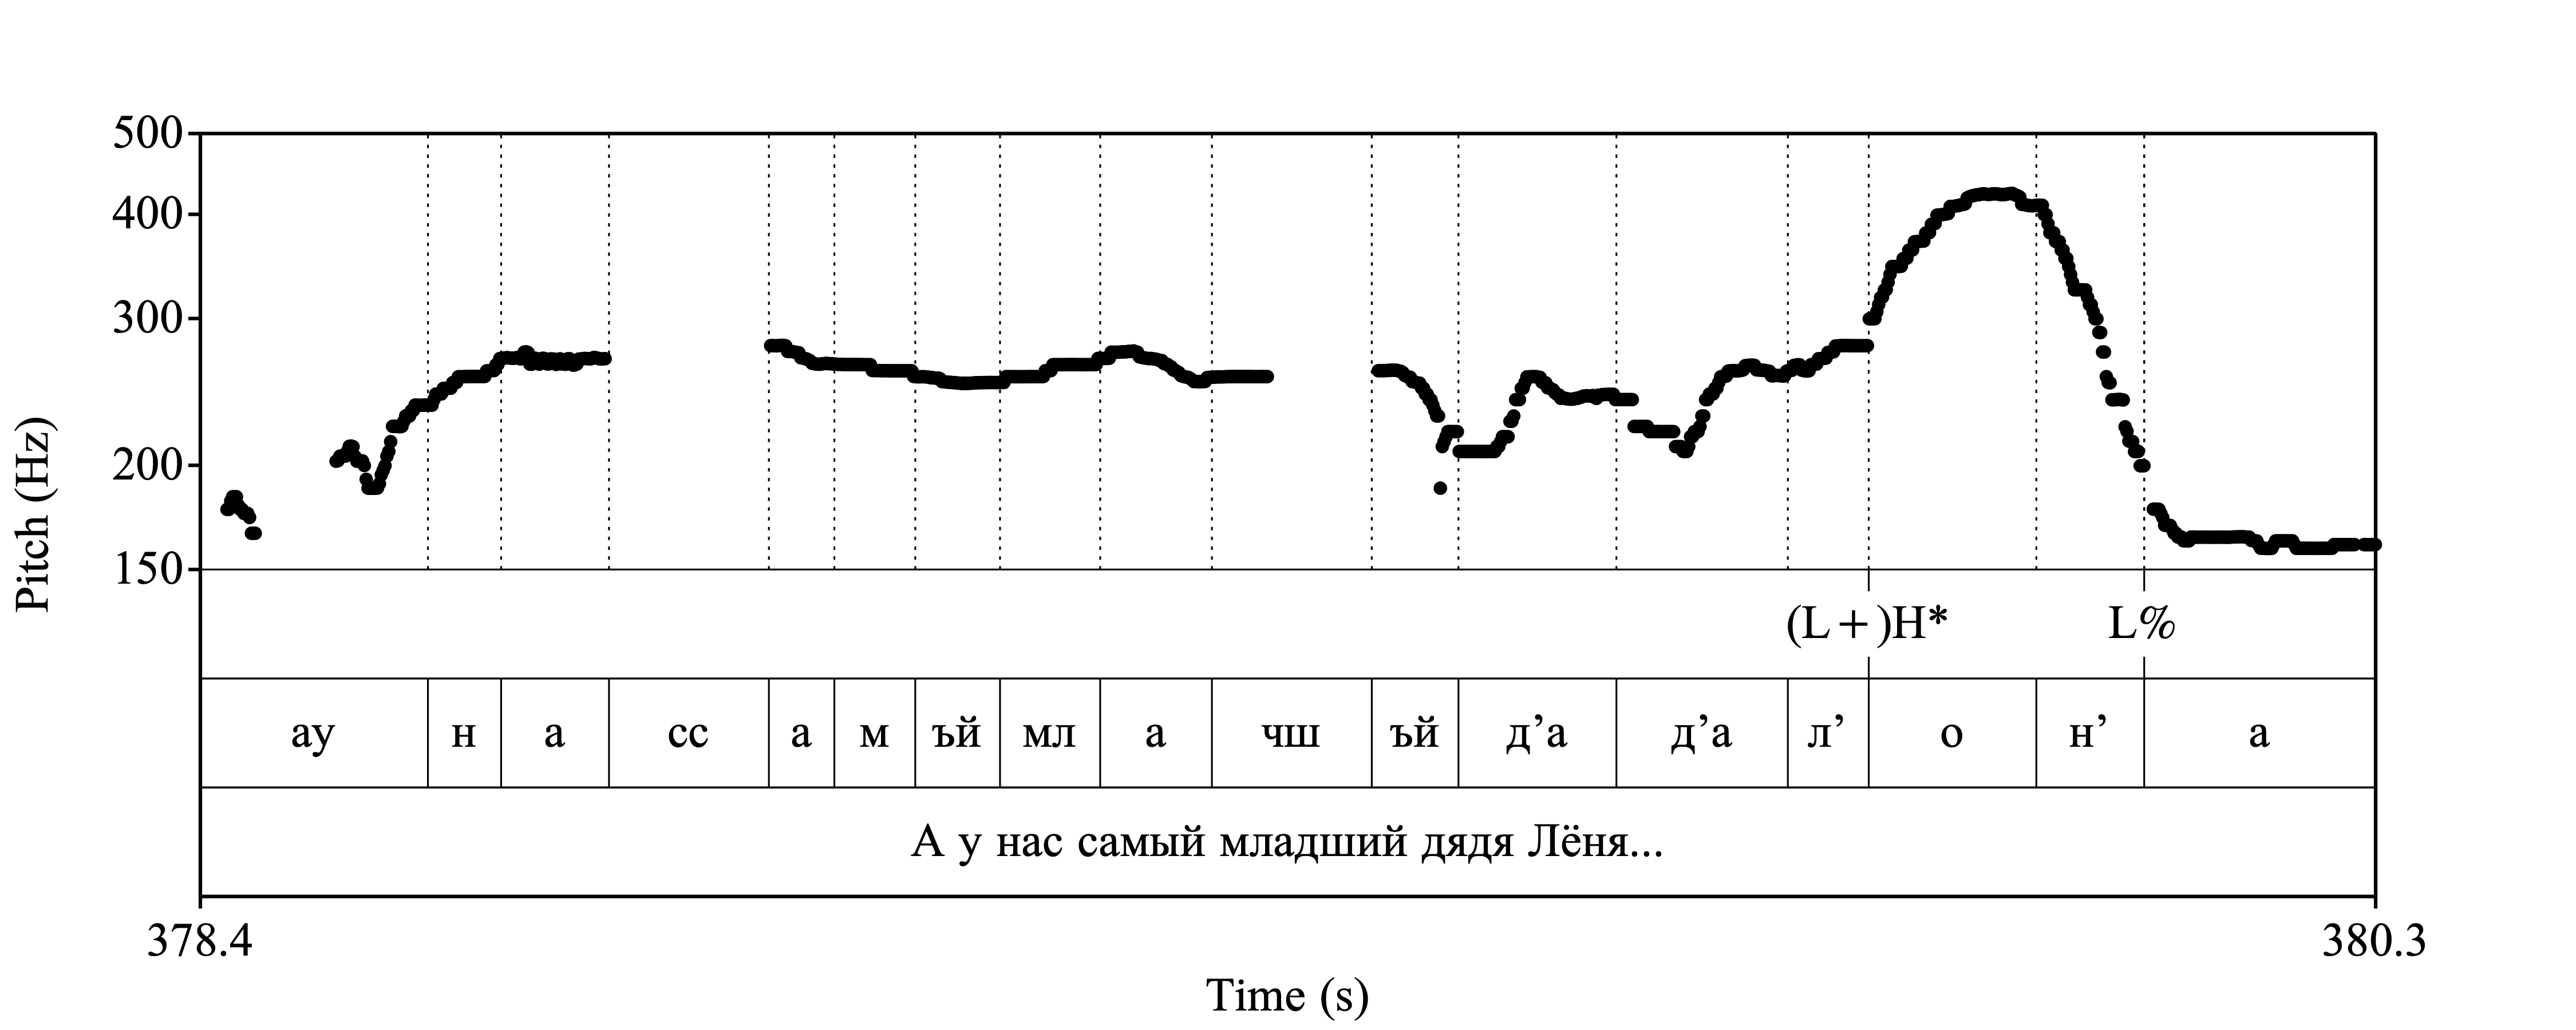 500
400
300
200
150
Pitch (Hz)
(L+)H* L%
ау н а сс а м ъй мл а чш ъй д’а д’а л’ о н’ а
А у нас самый младший дядя Лёня...
378.4 380.3
Time (s)